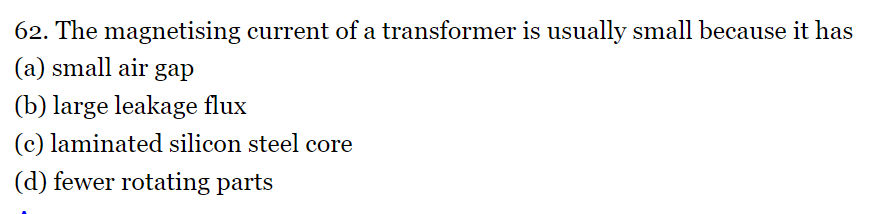 62. The magnetising current of a transformer is usually small because it has
(a) small air gap
(b) large leakage flux
(c) laminated silicon steel core
(d) fewer rotating parts